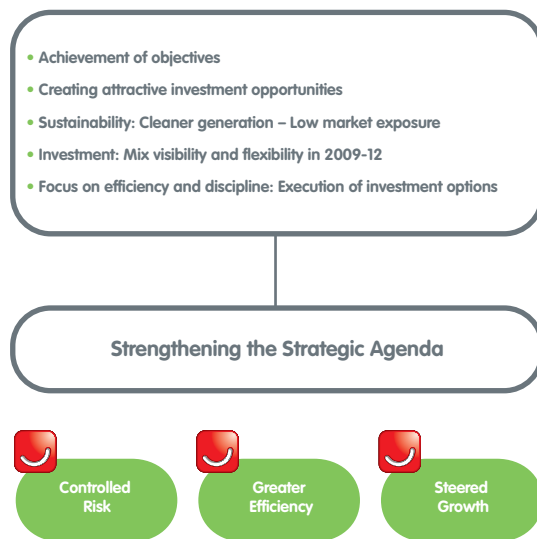 • Achievement of objectives
• Creating attractive investment opportunities
• Sustainability: Cleaner generation – Low market exposure
• Investment: Mix visibility and flexibility in 2009-12
• Focus on efficiency and discipline: Execution of investment options
Strengthening the Strategic Agenda
Controlled
Risk
Greater
Efficiency
Steered
Growth